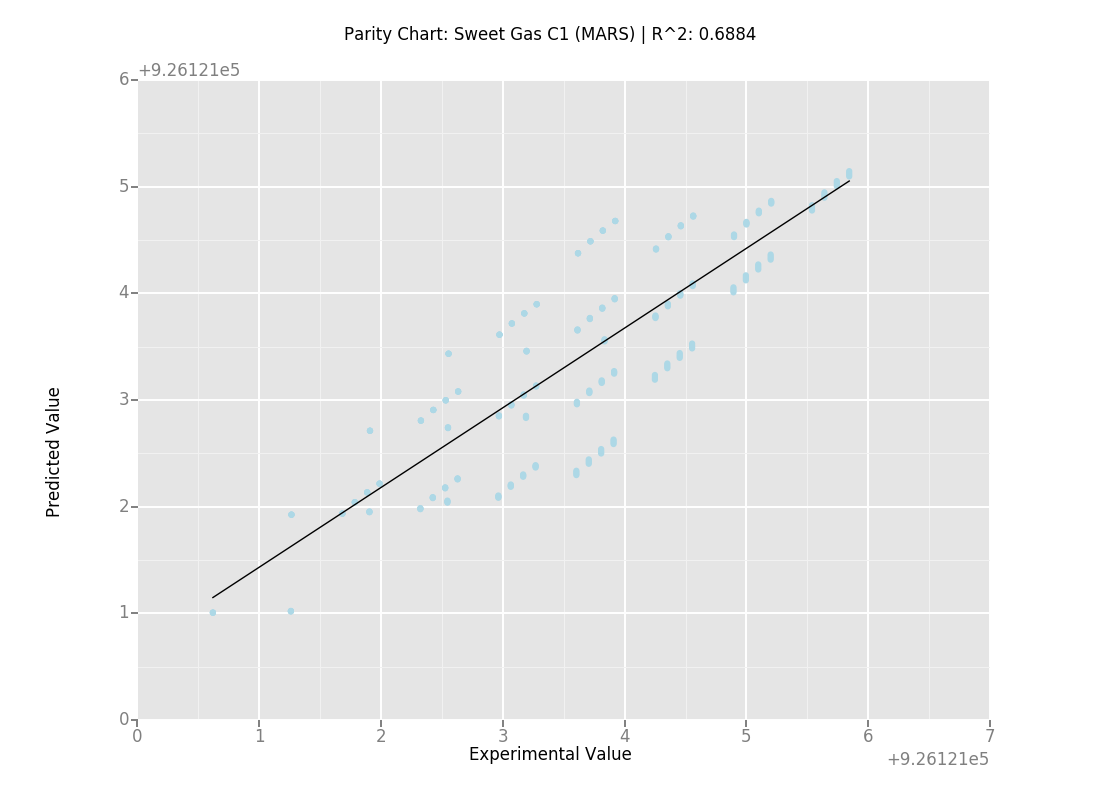 Parity Chart: Sweet Gas C1 (MARS) | R^2: 0.6884
+9.26121e5
6
5
4
3
2
1
0
Predicted Value
0 1 2 3 4 5 6 7
Experimental Value
+9.26121e5